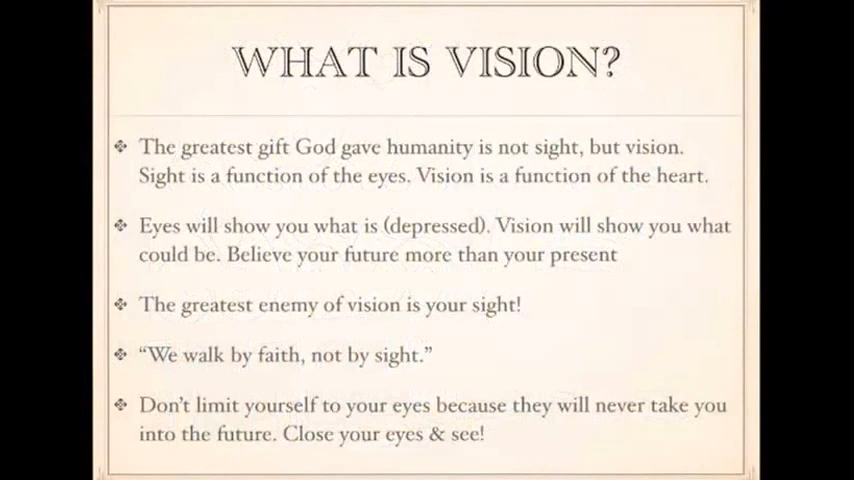 WHAT IS VISION?
The greatest gift God gave humanity is not sight, but vision.
Sight is a function of the eyes. Vision is a function of the heart.
Eyes will show you what is (depressed). Vision will show you what
could be. Believe your future more than your present
The greatest enemy of vision is your sight!
“We walk by faith, not by sight.”
Don’t limit yourself to your eyes because they will never take you
into the future. Close your eyes & see!